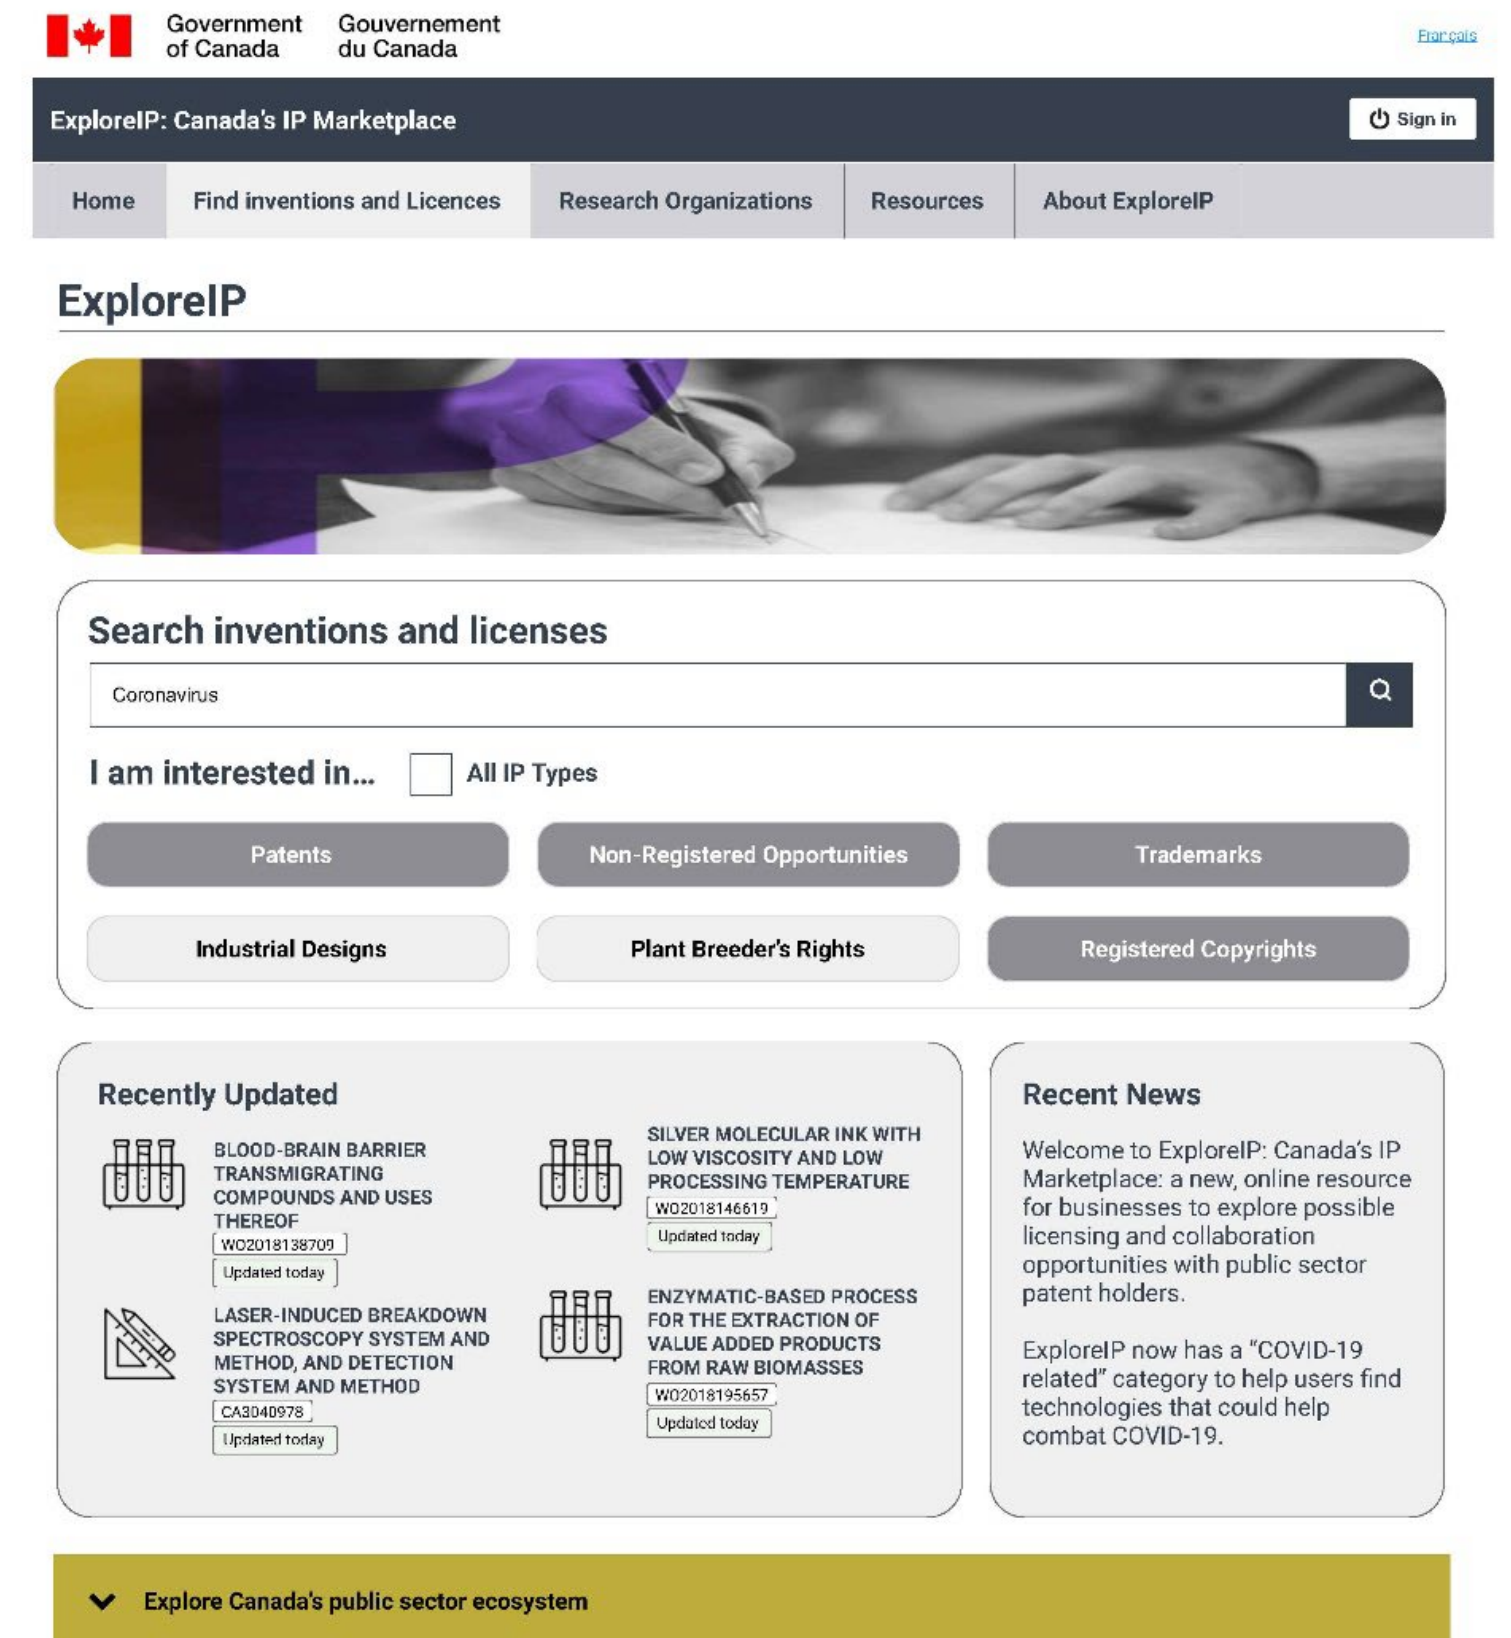 Government Gouvernement
of Canada du Canada
Français
ExploreIP: Canada's IP Marketplace
Sign in
Home Find inventions and Licences Research Organizations Resources About ExploreIP
ExploreIP
Search inventions and licenses
Coronavirus
I am interested in... All IP Types
Patents Non-Registered Opportunities Trademarks
Industrial Designs Plant Breeder's Rights Registered Copyrights
Recently Updated
BLOOD-BRAIN BARRIER
TRANSMIGRATING
COMPOUNDS AND USES
THEREOF
WO2018138709
Updated today
LASER-INDUCED BREAKDOWN
SPECTROSCOPY SYSTEM AND
METHOD, AND DETECTION
SYSTEM AND METHOD
CA3040978
Updated today
SILVER MOLECULAR INK WITH
LOW VISCOSITY AND LOW
PROCESSING TEMPERATURE
WO2018146619
Updated today
ENZYMATIC-BASED PROCESS
FOR THE EXTRACTION OF
VALUE ADDED PRODUCTS
FROM RAW BIOMASSES
WO2018195657
Updated today
Recent News
Welcome to ExploreIP: Canada's IP
Marketplace: a new, online resource
for businesses to explore possible
licensing and collaboration
opportunities with public sector
patent holders.
ExploreIP now has a "COVID-19
related" category to help users find
technologies that could help
combat COVID-19.
Explore Canada's public sector ecosystem